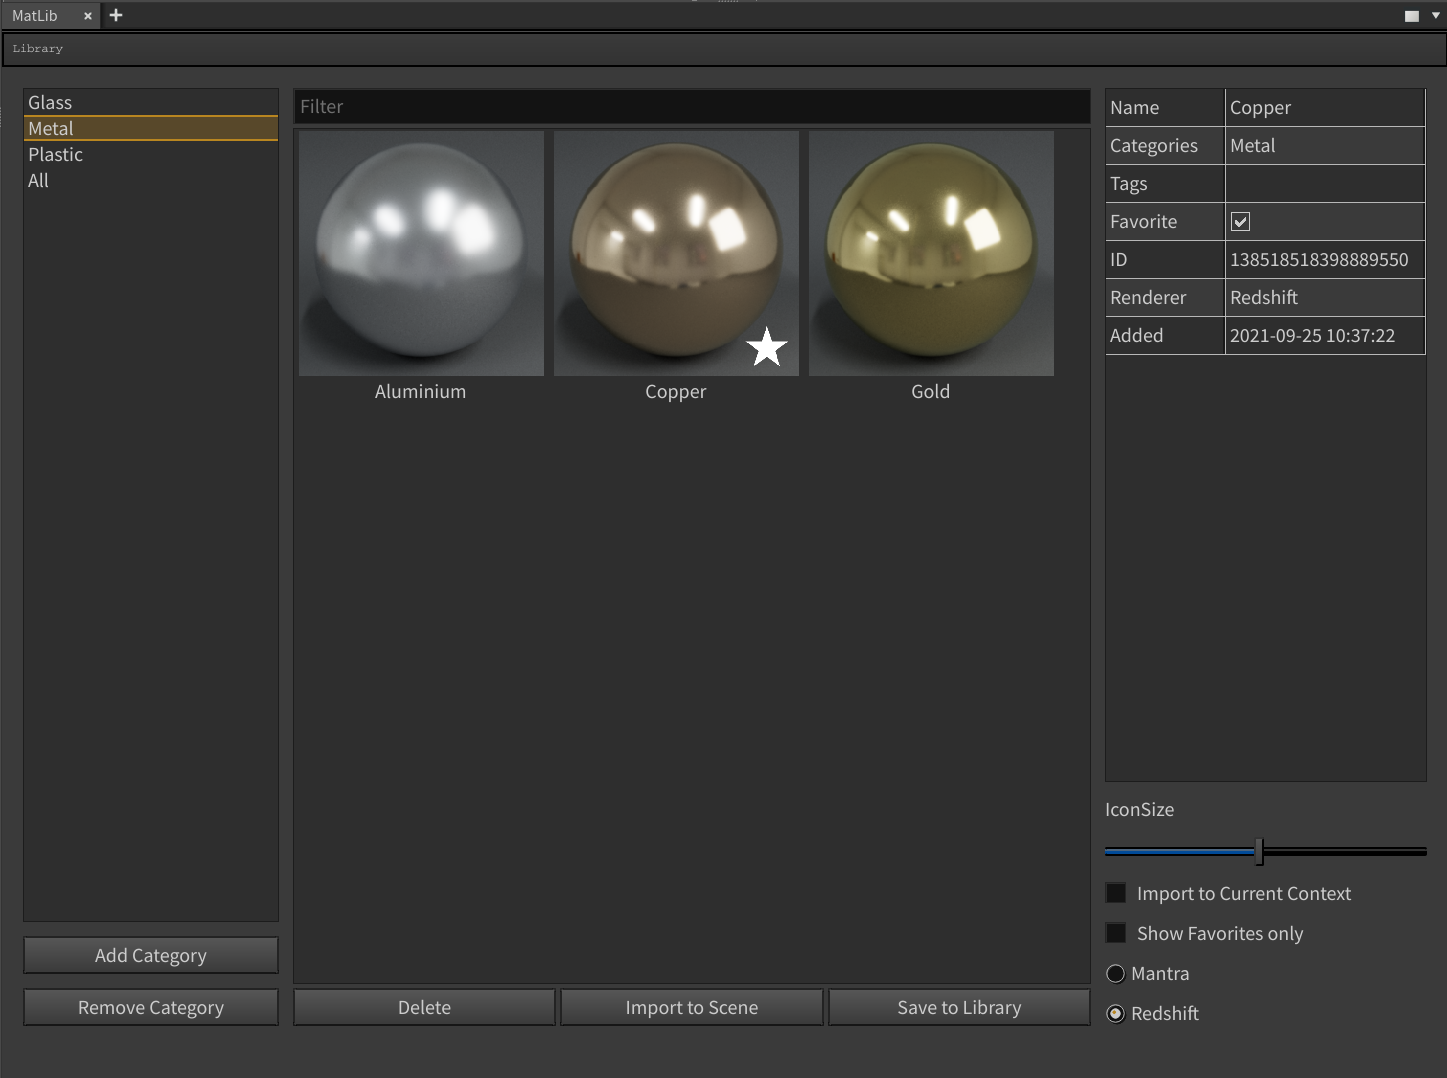 MatLib
Library
Glass
Metal
Plastic
All
Add Category
Remove Category
Filter
Aluminium
Copper
Gold
Delete
Import to Scene
Save to Library
Name Copper
Categories Metal
Tags
Favorite
ID 138518518398889550
Renderer Redshift
Added 2021-09-25 10:37:22
IconSize
Import to Current Context
Show Favorites only
Mantra
Redshift